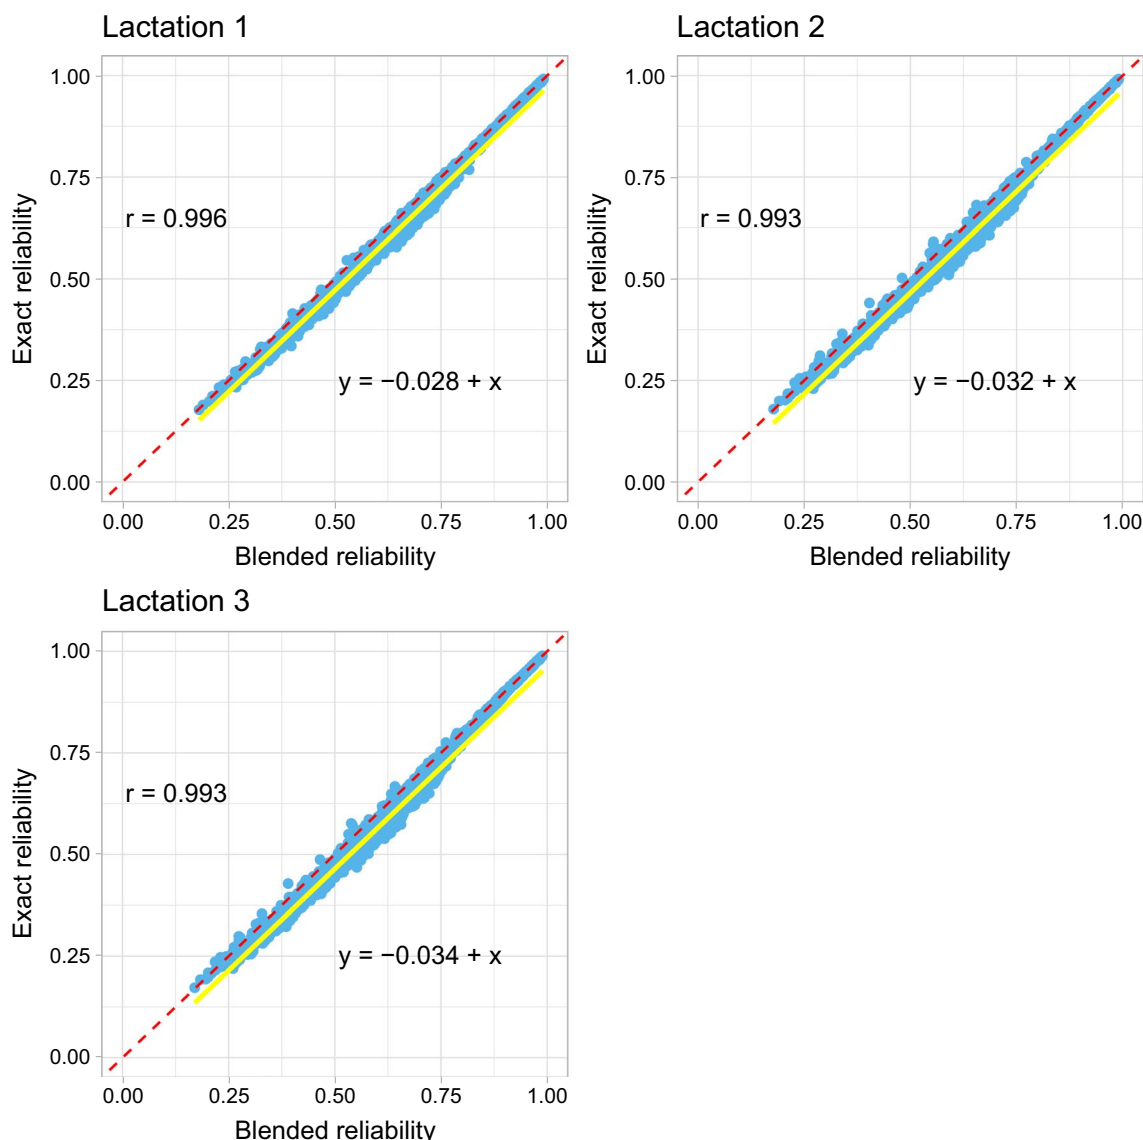 Lactation 1
1.00
0.75
0.50
0.25
0.00
Exact reliability
r = 0.996
y = −0.028 + x
0.00 0.25 0.50 0.75 1.00
Blended reliability
Lactation 2
1.00
0.75
0.50
0.25
0.00
Exact reliability
r = 0.993
y = −0.032 + x
0.00 0.25 0.50 0.75 1.00
Blended reliability
Lactation 3
1.00
0.75
0.50
0.25
0.00
Exact reliability
r = 0.993
y = −0.034 + x
0.00 0.25 0.50 0.75 1.00
Blended reliability